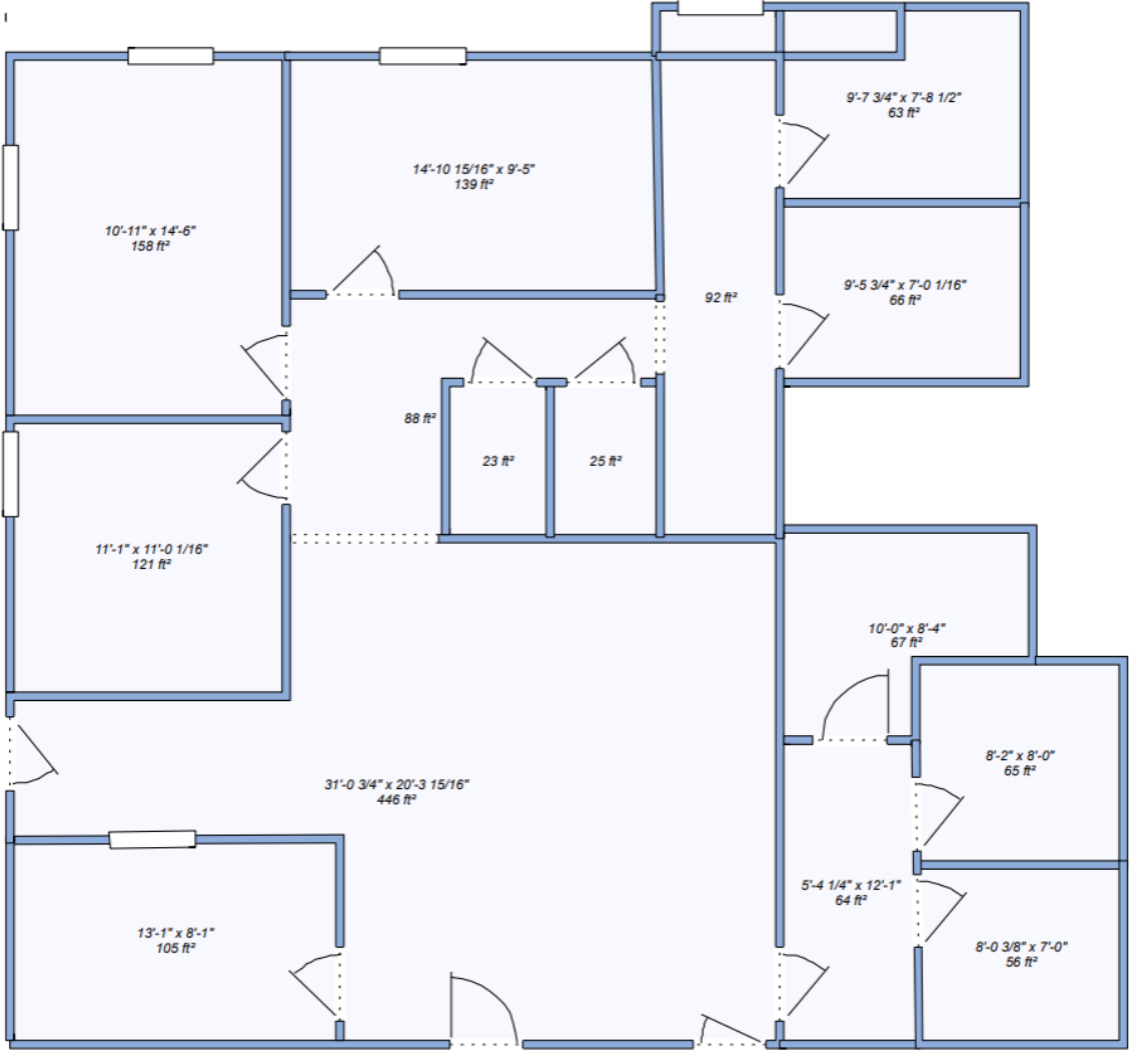 9'-7 3/4" x 7'-8 1/2"
63 ft²
14'-10 15/16" x 9'-5"
139 ft²
10'-11" x 14'-6"
158 ft²
9'-5 3/4" x 7'-0 1/16"
66 ft²
92 ft²
88 ft²
23 ft²
25 ft²
11'-1" x 11'-0 1/16"
121 ft²
10'-0" x 8'-4"
67 ft²
8'-2" x 8'-0"
65 ft²
31'-0 3/4" x 20'-3 15/16"
446 ft²
5'-4 1/4" x 12'-1"
64 ft²
13'-1" x 8'-1"
105 ft²
8'-0 3/8" x 7'-0"
56 ft²